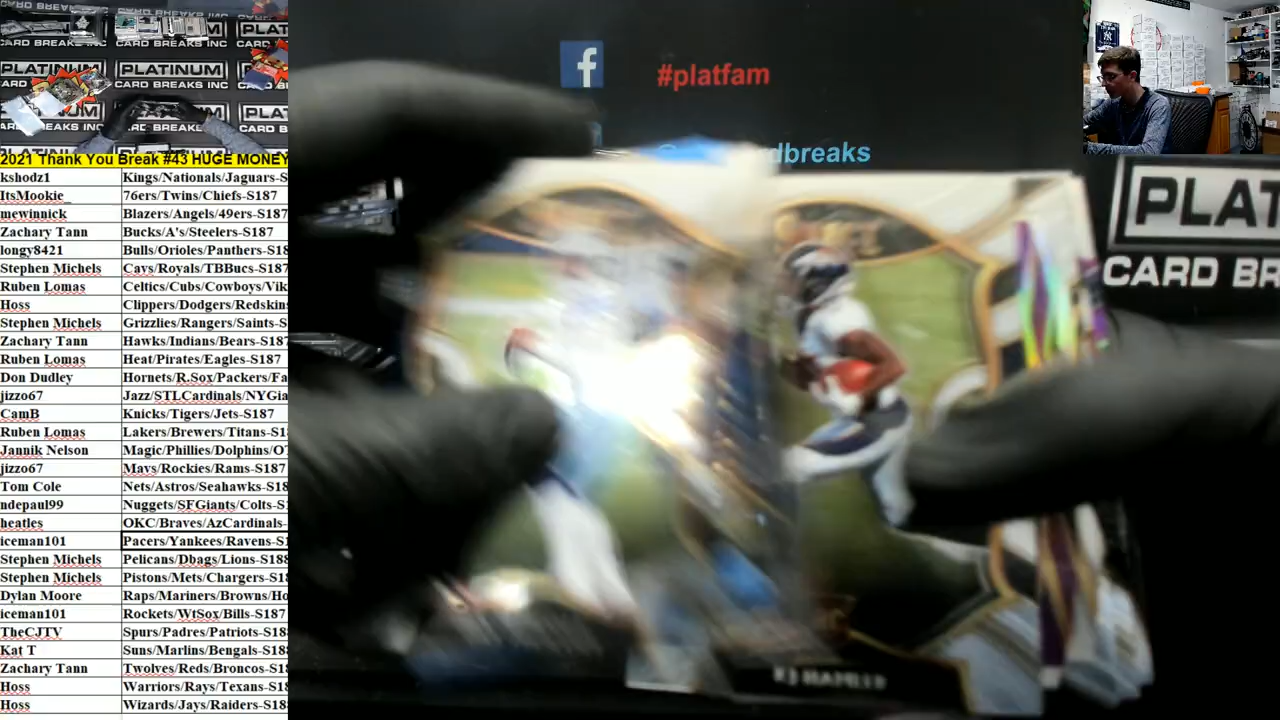 PLATINUM
CARD BREAKS INC
#platfam
dbreaks
PLAT
CARD BR
2021 Thank You Break #43 HUGE MONEY
kshodz1 Kings/Nationals/Jaguars-S
ItsMookie_ 76ers/Twins/Chiefs-S187
mewinnick Blazers/Angels/49ers-S187
Zachary Tann Bucks/A's/Steelers-S187
longy8421 Bulls/Orioles/Panthers-S18
Stephen Michels Cavs/Royals/TBBucs-S187
Ruben Lomas Celtics/Cubs/Cowboys/Vik
Hoss Clippers/Dodgers/Redskin
Stephen Michels Grizzlies/Rangers/Saints-S
Zachary Tann Hawks/Indians/Bears-S187
Ruben Lomas Heat/Pirates/Eagles-S187
Don Dudley Hornets/R.Sox/Packers/Fa
jizzo67 Jazz/STLCardinals/NYGia
CamB Knicks/Tigers/Jets-S187
Ruben Lomas Lakers/Brewers/Titans-S18
Jannik Nelson Magic/Phillies/Dolphins/OT
jizzo67 Mavs/Rockies/Rams-S187
Tom Cole Nets/Astros/Seahawks-S18
ndepaul99 Nuggets/SFGiants/Colts-S1
heatles OKC/Braves/AzCardinals-
iceman101 Pacers/Yankees/Ravens-S1
Stephen Michels Pelicans/Dbags/Lions-S188
Stephen Michels Pistons/Mets/Chargers-S18
Dylan Moore Raps/Mariners/Browns/Ho
iceman101 Rockets/WtSox/Bills-S187
TheCJTV Spurs/Padres/Patriots-S18
Kat T Suns/Marlins/Bengals-S18
Zachary Tann Twolves/Reds/Broncos-S18
Hoss Warriors/Rays/Texans-S18
Hoss Wizards/Jays/Raiders-S18
KJ HAMLER